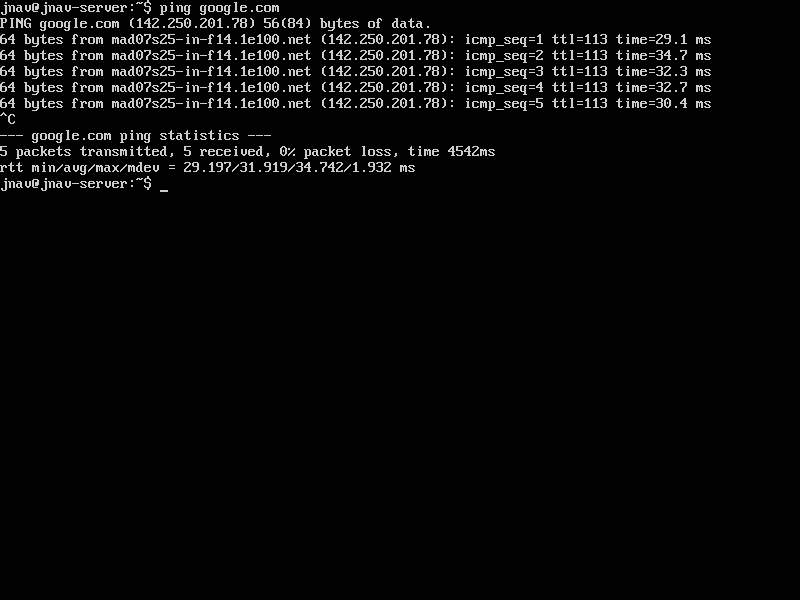 jnav@jnav-server:~$ ping google.com
PING google.com (142.250.201.78) 56(84) bytes of data.
64 bytes from mad07s25-in-f14.1e100.net (142.250.201.78): icmp_seq=1 ttl=113 time=29.1 ms
64 bytes from mad07s25-in-f14.1e100.net (142.250.201.78): icmp_seq=2 ttl=113 time=34.7 ms
64 bytes from mad07s25-in-f14.1e100.net (142.250.201.78): icmp_seq=3 ttl=113 time=32.3 ms
64 bytes from mad07s25-in-f14.1e100.net (142.250.201.78): icmp_seq=4 ttl=113 time=32.7 ms
64 bytes from mad07s25-in-f14.1e100.net (142.250.201.78): icmp_seq=5 ttl=113 time=30.4 ms
^C
--- google.com ping statistics ---
5 packets transmitted, 5 received, 0% packet loss, time 4542ms
rtt min/avg/max/mdev = 29.197/31.919/34.742/1.932 ms
jnav@jnav-server:~$ _